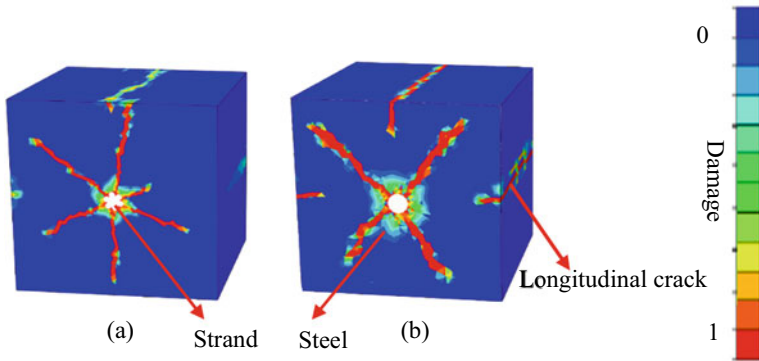 0
Damage
Longitudinal crack
(a)
Strand
Steel
(b)
1